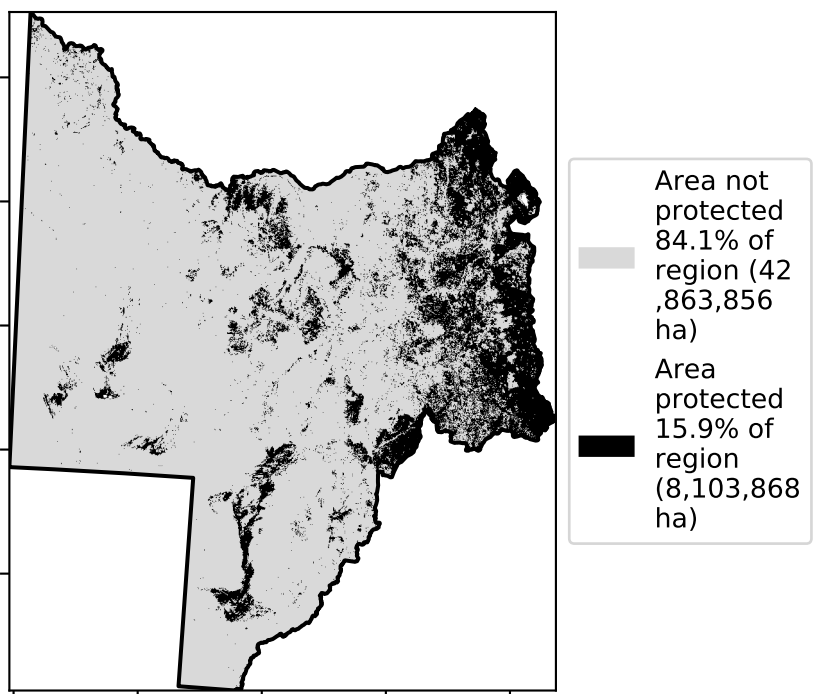 Area not
protected
84.1% of
region (42
,863,856
ha)
Area
protected
15.9% of
region
(8,103,868
ha)